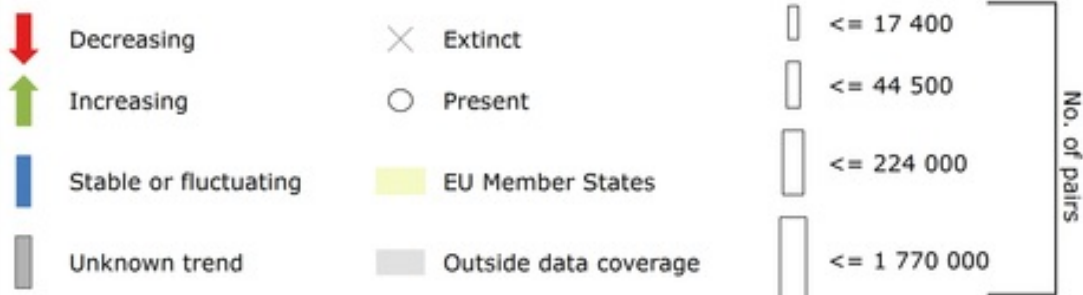 Decreasing
Increasing
Stable or fluctuating
Unknown trend
Extinct
Present
EU Member States
Outside data coverage
<= 17 400
<= 44 500
<= 224 000
<= 1 770 000
No. of pairs